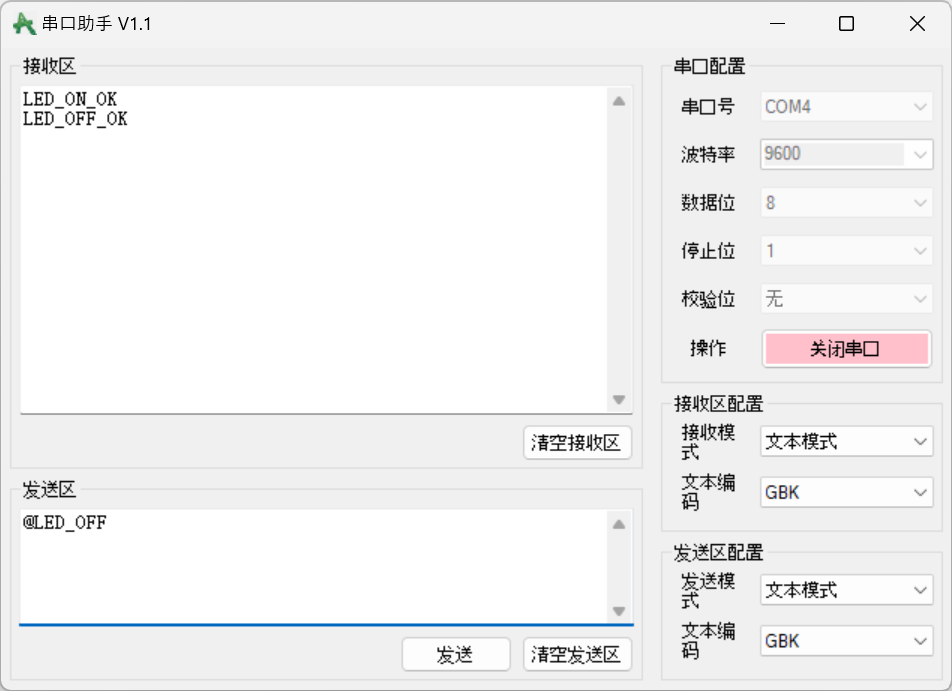 串口助手 V1.1
接收区
LED_ON_OK
LED_OFF_OK
清空接收区
发送区
@LED_OFF
发送
清空发送区
串口配置
串口号
COM4
波特率
9600
数据位
8
停止位
1
校验位
无
操作
关闭串口
接收区配置
接收模
式
文本模式
文本编
码
GBK
发送区配置
发送模
式
文本模式
文本编
码
GBK